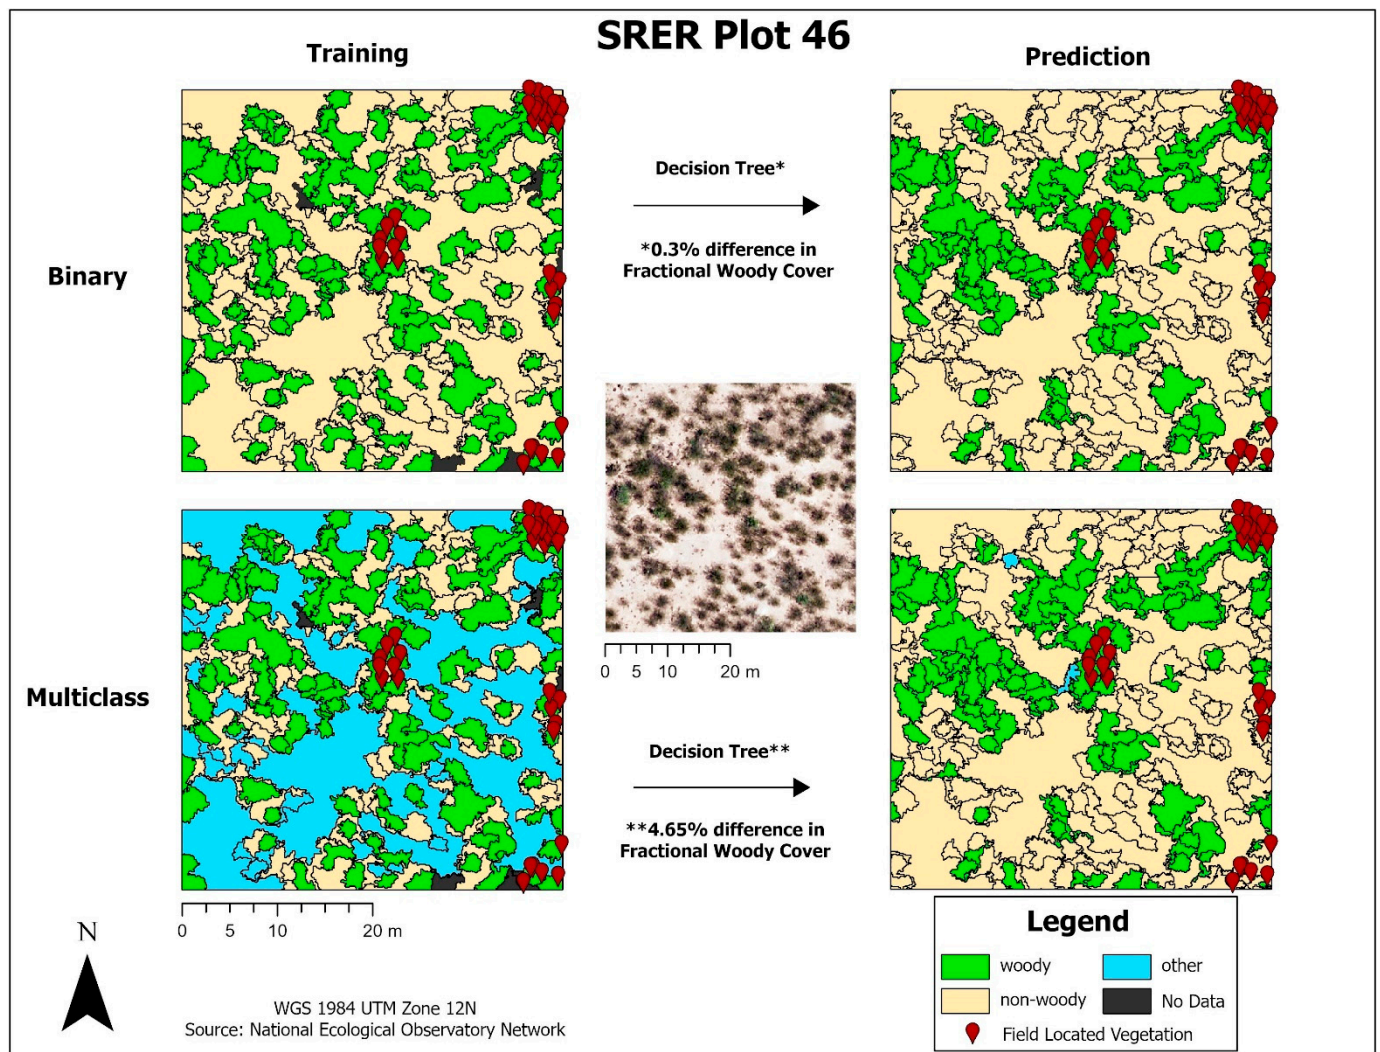 SRER Plot 46
Training
Prediction
Binary
Decision Tree*
*0.3% difference in
Fractional Woody Cover
0 10 20 m
Multiclass
Decision Tree**
**4.65% difference in
Fractional Woody Cover
0 5 10 20 m
N
WGS 1984 UTM Zone 12N
Source: National Ecological Observatory Network
Legend
woody
other
non-woody
No Data
Field Located Vegetation